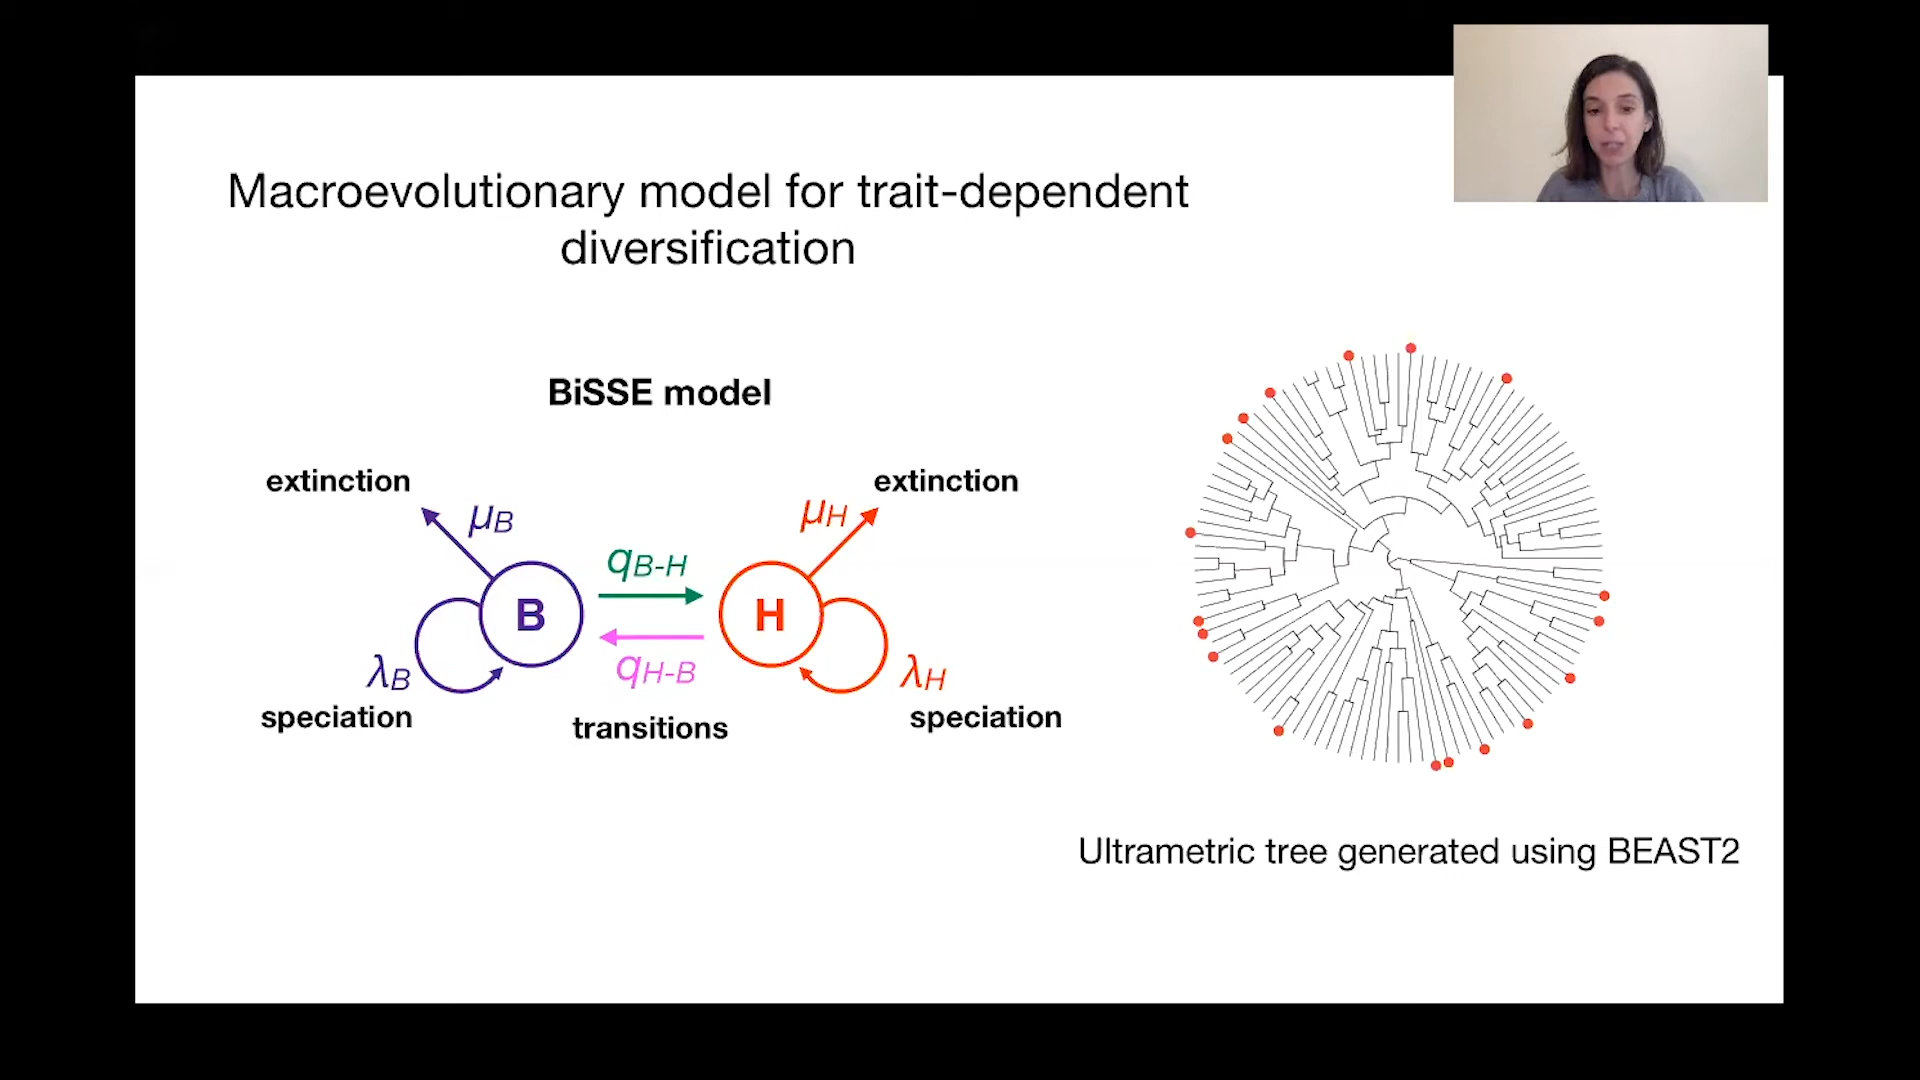 Macroevolutionary model for trait-dependent
diversification
BiSSE model
extinction
extinction
μB
μH
qB-H
B
H
qH-B
λB
λH
speciation
transitions
speciation
Ultrametric tree generated using BEAST2